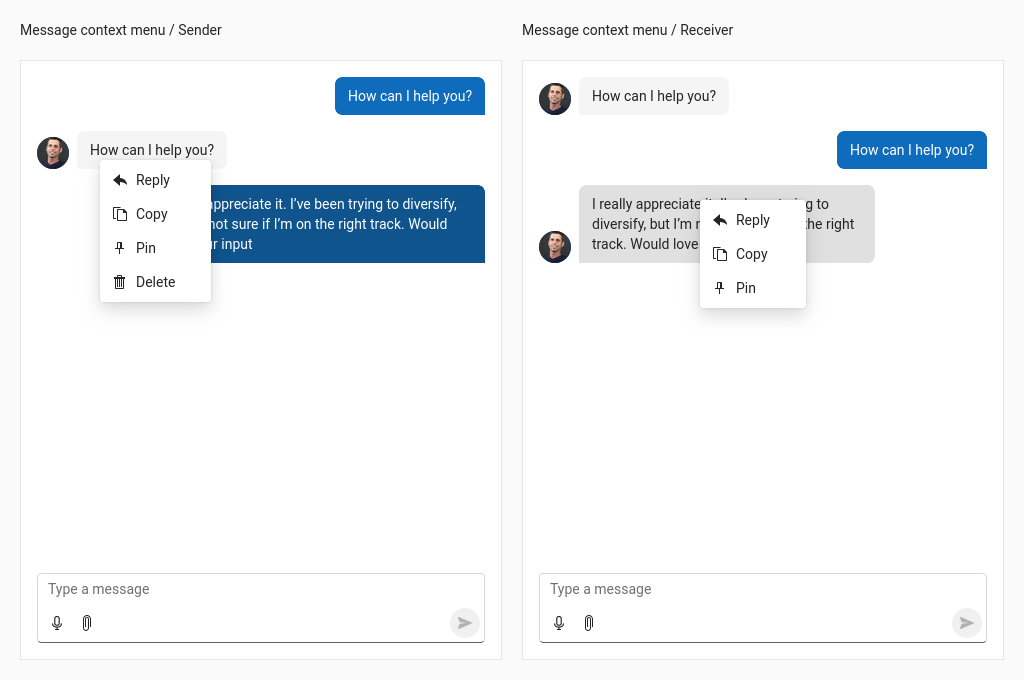 Message context menu / Sender
How can I help you?
How can I help you?
Reply
Copy
Pin
Delete
appreciate it. I've been trying to diversify,
not sure if I'm on the right track. Would
input
Type a message
Message context menu / Receiver
How can I help you?
How can I help you?
I really appreciate to
diversify, but I'm the right
track. Would love
Reply
Copy
Pin
Type a message